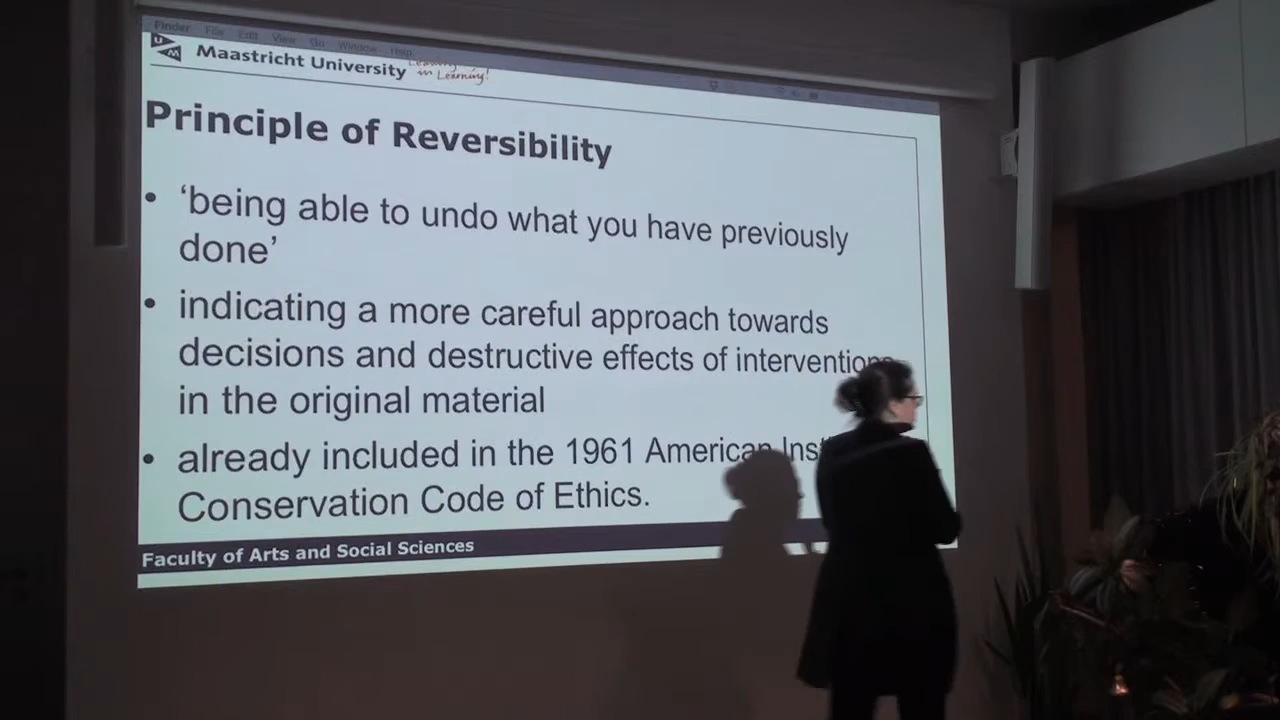 Finder File Edit View Go Window Help
UM
Maastricht University
Leading
in Learning!
Principle of Reversibility
• ‘being able to undo what you have previously
done’
• indicating a more careful approach towards
decisions and destructive effects of interventions
in the original material
• already included in the 1961 American
Conservation Code of Ethics.
Faculty of Arts and Social Sciences